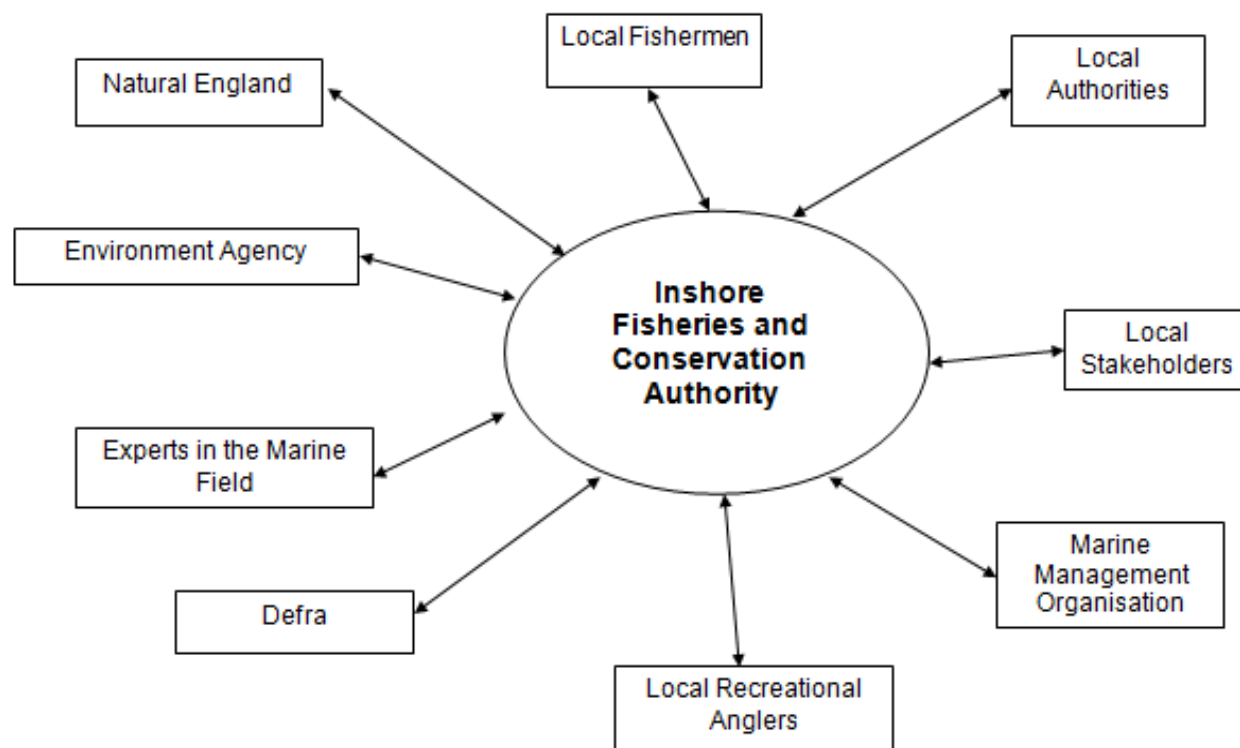 Local Fishermen
Natural England
Local
Authorities
Environment Agency
Inshore
Fisheries and
Conservation
Authority
Local
Stakeholders
Experts in the Marine
Field
Marine
Management
Organisation
Defra
Local Recreational
Anglers